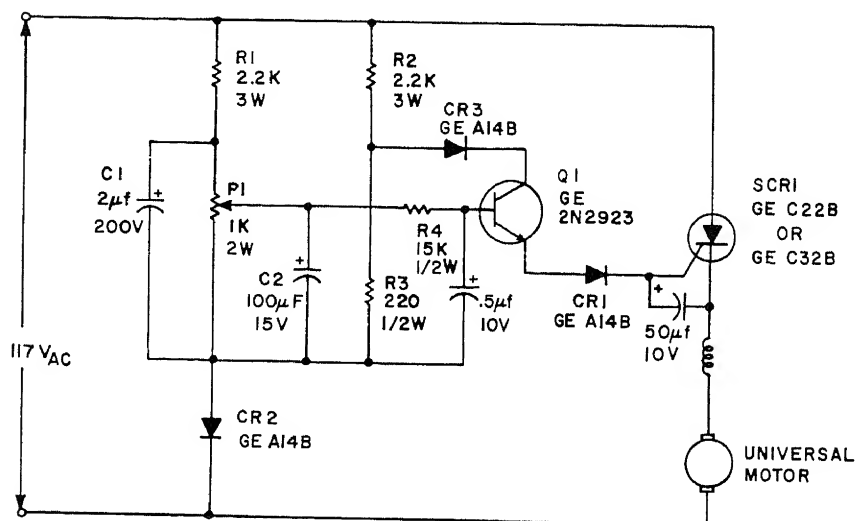 R1
2.2K
3W
R2
2.2K
3W
CR3
GE A14B
Q1
GE
2N2923
SCR1
GE C22B
OR
GE C32B
C1
2μf
200V
+
P1
1K
2W
R4
15K
1/2W
+
C2
100μF
15V
R3
220
1/2W
+
.5μf
10V
CR1
GE A14B
+
50μf
10V
117 VAC
CR2
GE A14B
UNIVERSAL
MOTOR